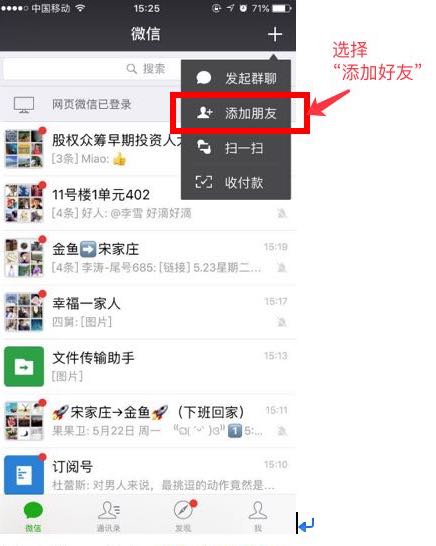 中国移动 15:25 71%
微信
选择
“添加好友”
搜索
发起群聊
网页微信已登录
添加朋友
股权众筹早期投资人
[3条] Miao: 👍
扫一扫
11号楼1单元402
[4条] 好人: @李雪 好滴好滴
收付款
金鱼➡️宋家庄 15:19
[4条] 李涛-尾号685: [链接] 5.23星期二...
幸福一家人 15:17
四舅: [图片]
文件传输助手 15:13
[图片]
🚀宋家庄→金鱼🚀（下班回家） 15:11
果果卫: 5月22日 周一 1️⃣ 5:...
订阅号 15:10
杜蕾斯: 对男人来说，最挑逗的动作竟然是...
微信 通讯录 发现 我